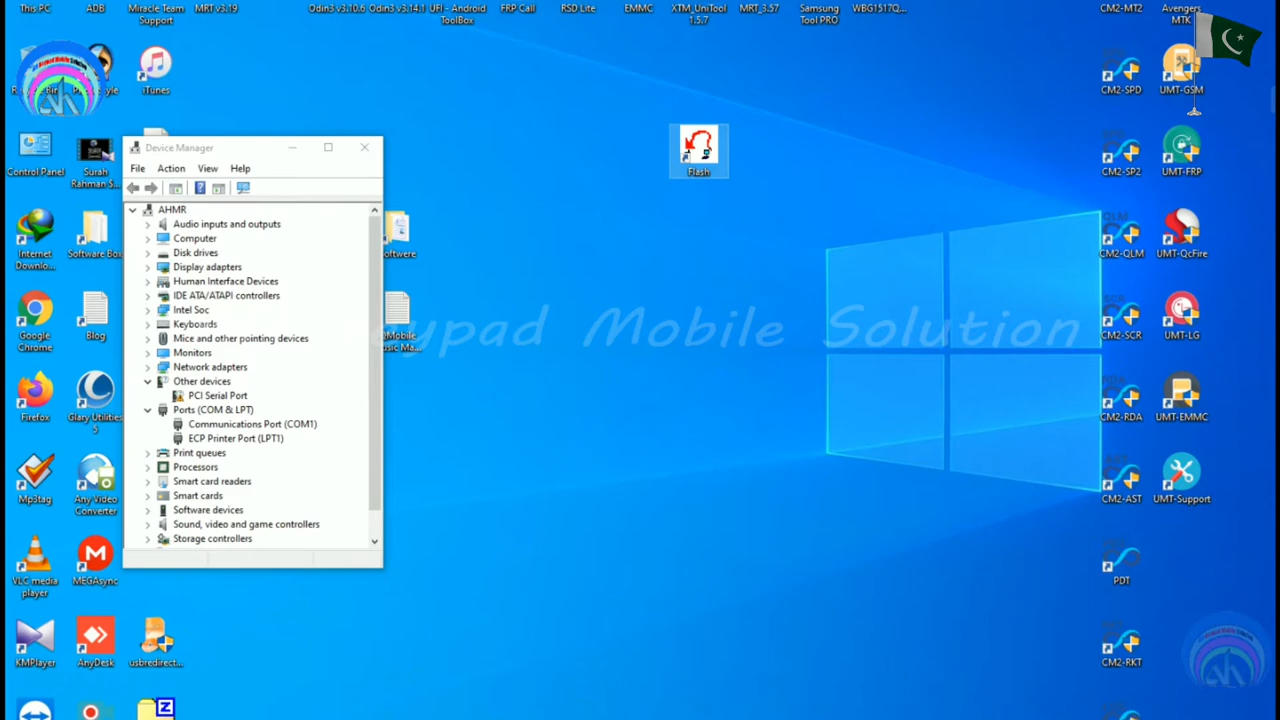 This PC
ADB
Miracle Team
Support
MRT v3.19
Odin3 v3.10.6
Odin3 v3.14.1
UFI - Android
ToolBox
FRP Call
RSD Lite
EMMC
XTM_UniTool
1.5.7
MRT_3.57
Samsung
Tool PRO
WBG1517Q...
CM2-MT2
Avengers
MTK
iTunes
CM2-SPD
UMT-GSM
Control Panel
Surah
Rahman S...
Flash
CM2-SP2
UMT-FRP
Device Manager
File
Action
View
Help
AHMR
Audio inputs and outputs
Computer
Disk drives
Display adapters
Human Interface Devices
IDE ATA/ATAPI controllers
Intel Soc
Keyboards
Mice and other pointing devices
Monitors
Network adapters
Other devices
PCI Serial Port
Ports (COM & LPT)
Communications Port (COM1)
ECP Printer Port (LPT1)
Print queues
Processors
Smart card readers
Smart cards
Software devices
Sound, video and game controllers
Storage controllers
Internet
Downlo...
Software Box
oftware
CM2-QLM
UMT-QcFire
Google
Chrome
Blog
QMobile
usic Ma...
ypad Mobile Solution
CM2-SCR
UMT-LG
Firefox
Glary Utilities
5
CM2-RDA
UMT-EMMC
Mp3tag
Any Video
Converter
CM2-AST
UMT-Support
VLC media
player
MEGAsync
PDT
KMPlayer
AnyDesk
usbredirect...
CM2-RKT